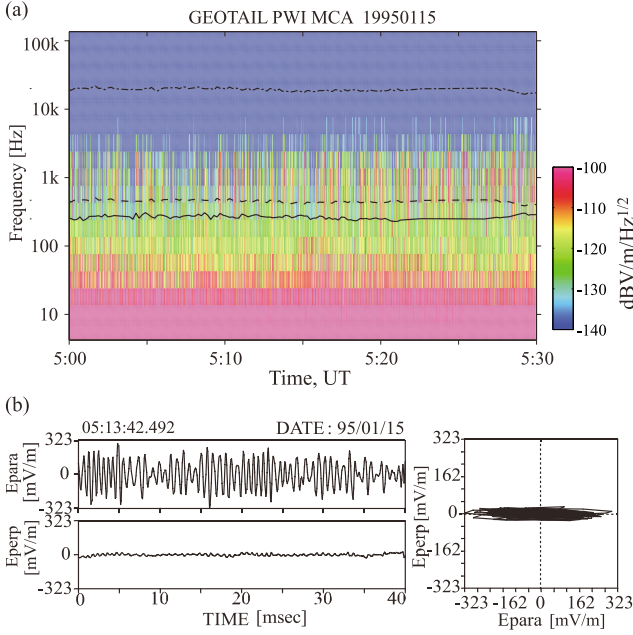 (a)
GEOTAIL PWI MCA 19950115
100k
10k
1k
100
10
Frequency [Hz]
5:00
5:10
5:20
5:30
Time, UT
-100
-110
-120
-130
-140
dBV/m/Hz^1/2
(b)
05:13:42.492
DATE : 95/01/15
323
0
-323
Epara
[mV/m]
323
0
-323
Eperp
[mV/m]
0
10
20
30
40
TIME [msec]
323
162
0
-162
-323
Eperp [mV/m]
-323
-162
0
162
323
Epara [mV/m]